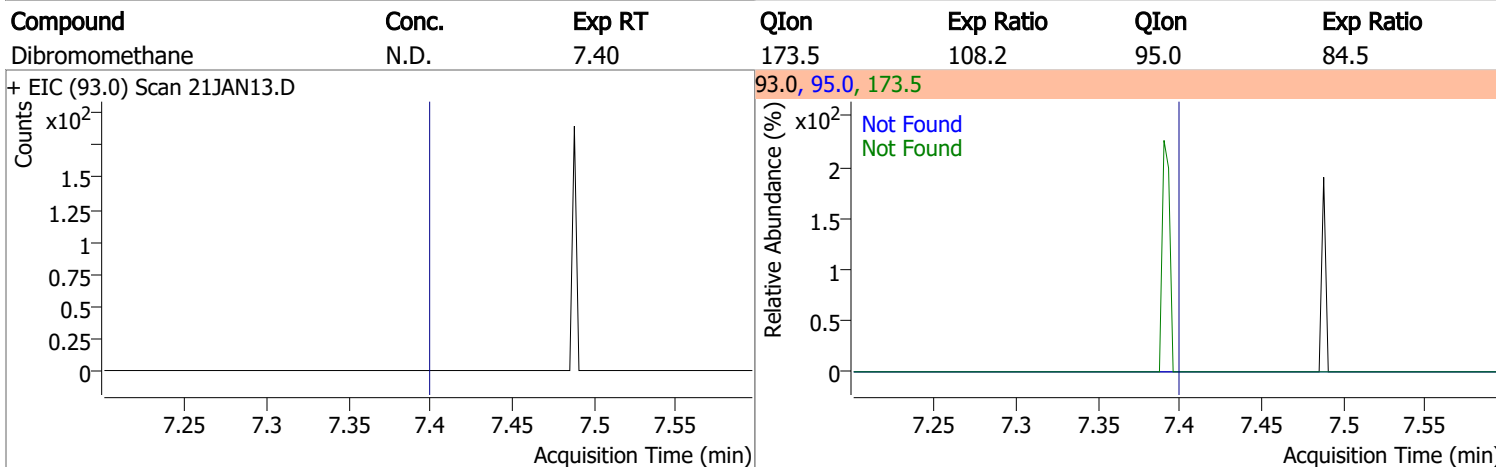 Compound Conc. Exp RT QIon Exp Ratio QIon Exp Ratio
Dibromomethane N.D. 7.40 173.5 108.2 95.0 84.5
+ EIC (93.0) Scan 21JAN13.D
Counts
x10²
1.5
1.25
1
0.75
0.5
0.25
0
7.25 7.3 7.35 7.4 7.45 7.5 7.55
Acquisition Time (min)
93.0, 95.0, 173.5
Relative Abundance (%)
x10²
Not Found
Not Found
2
1.5
1
0.5
0
7.25 7.3 7.35 7.4 7.45 7.5 7.55
Acquisition Time (min)